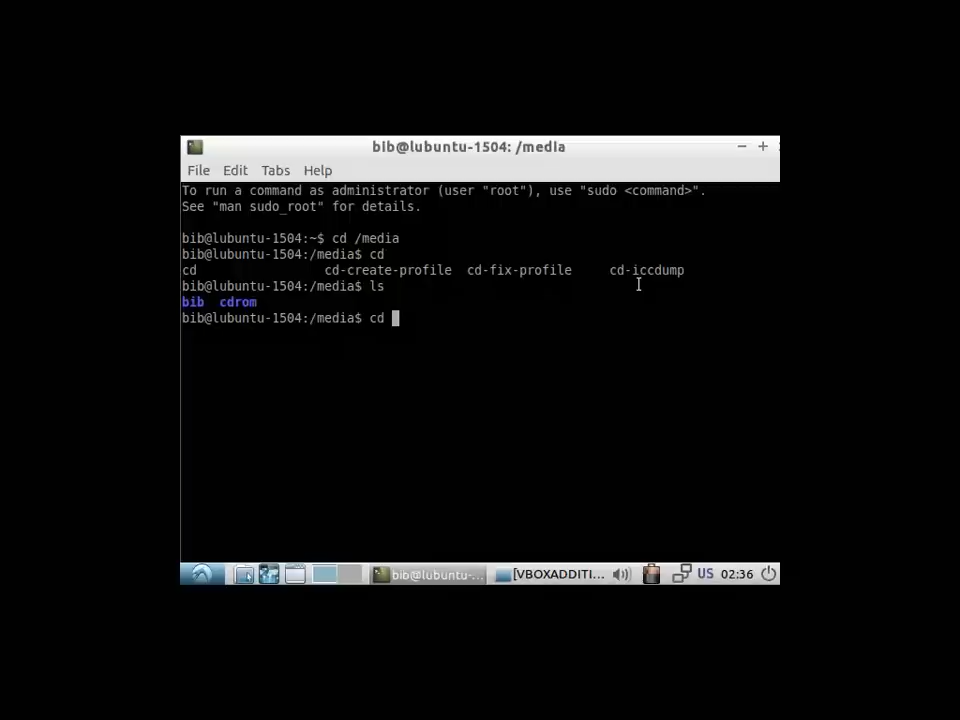 bib@lubuntu-1504: /media
File Edit Tabs Help
To run a command as administrator (user "root"), use "sudo <command>".
See "man sudo_root" for details.
bib@lubuntu-1504:~$ cd /media
bib@lubuntu-1504:/media$ cd
cd cd-create-profile cd-fix-profile cd-iccdump
bib@lubuntu-1504:/media$ ls
bib cdrom
bib@lubuntu-1504:/media$ cd
bib@lubuntu-... [VBOXADDITI... US 02:36